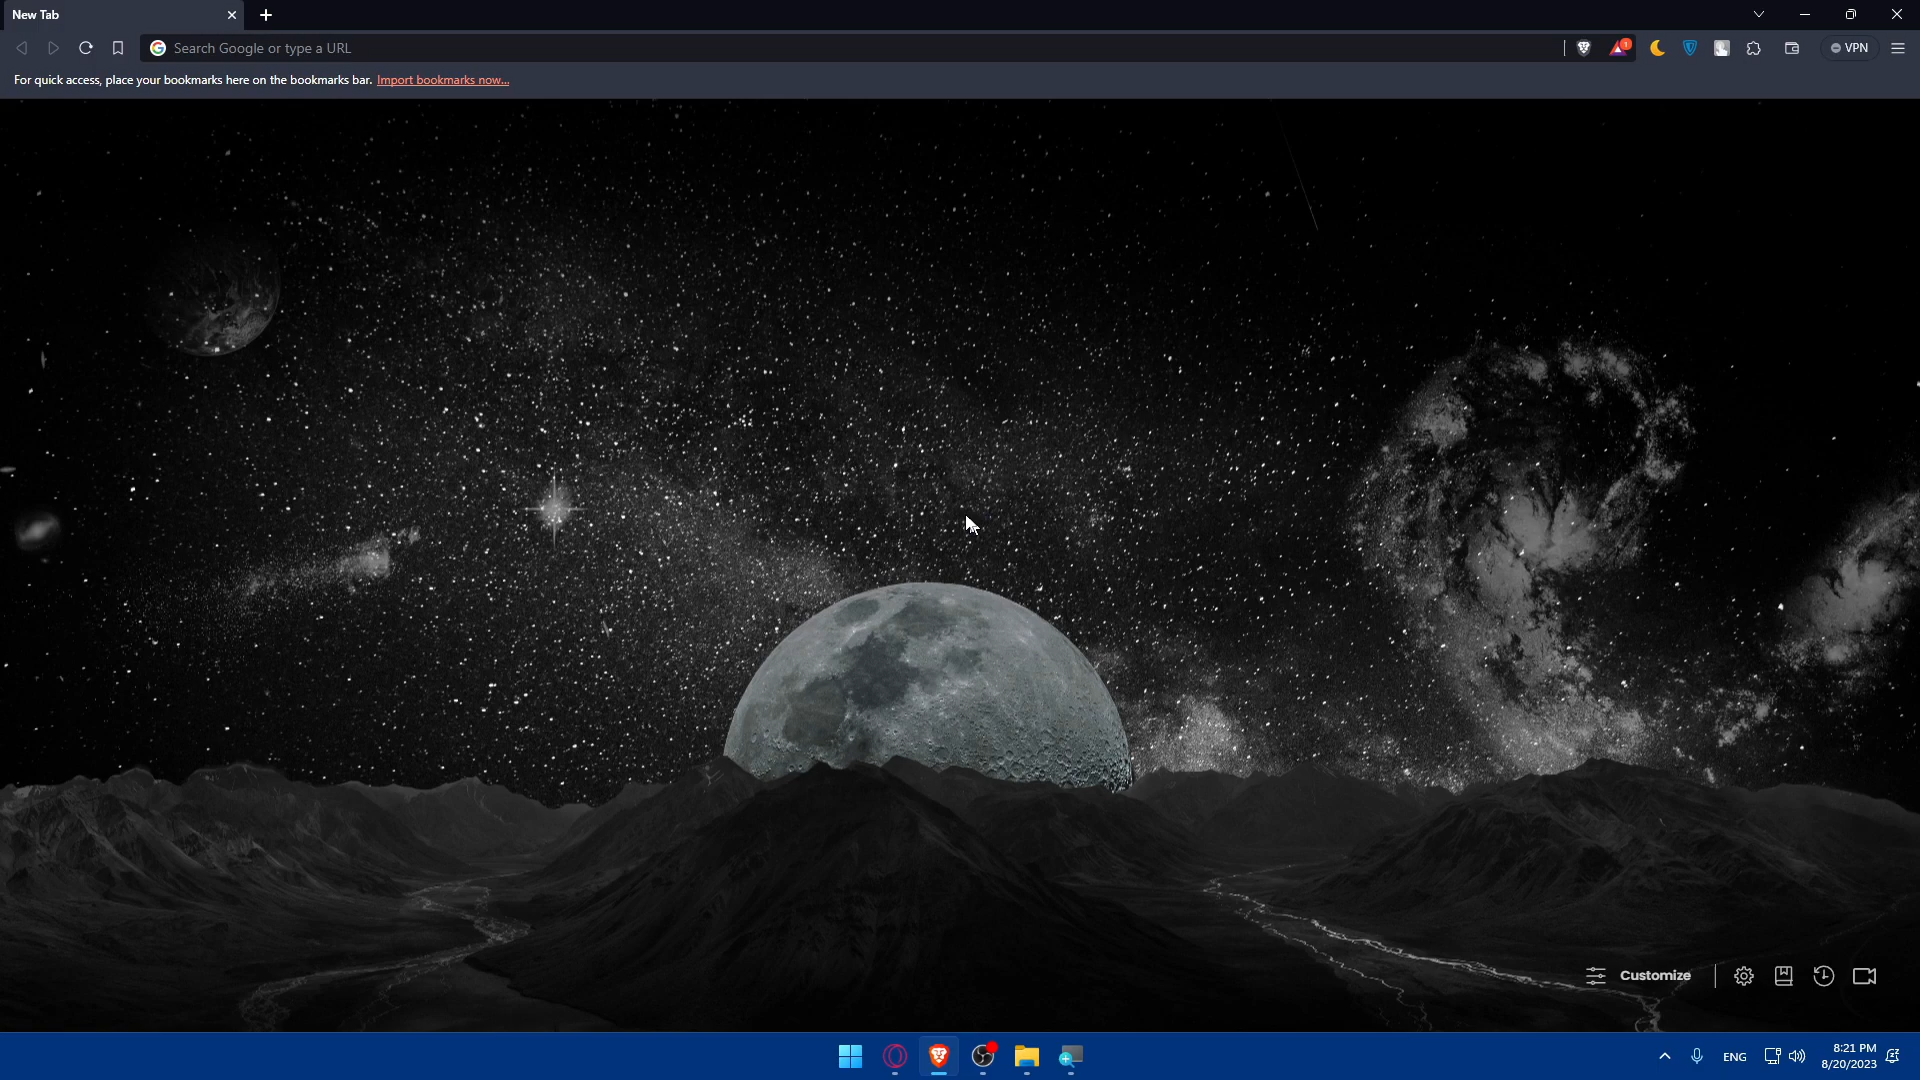 New Tab
Search Google or type a URL
1
VPN
For quick access, place your bookmarks here on the bookmarks bar. Import bookmarks now...
Customize
ENG
8:21 PM
8/20/2023